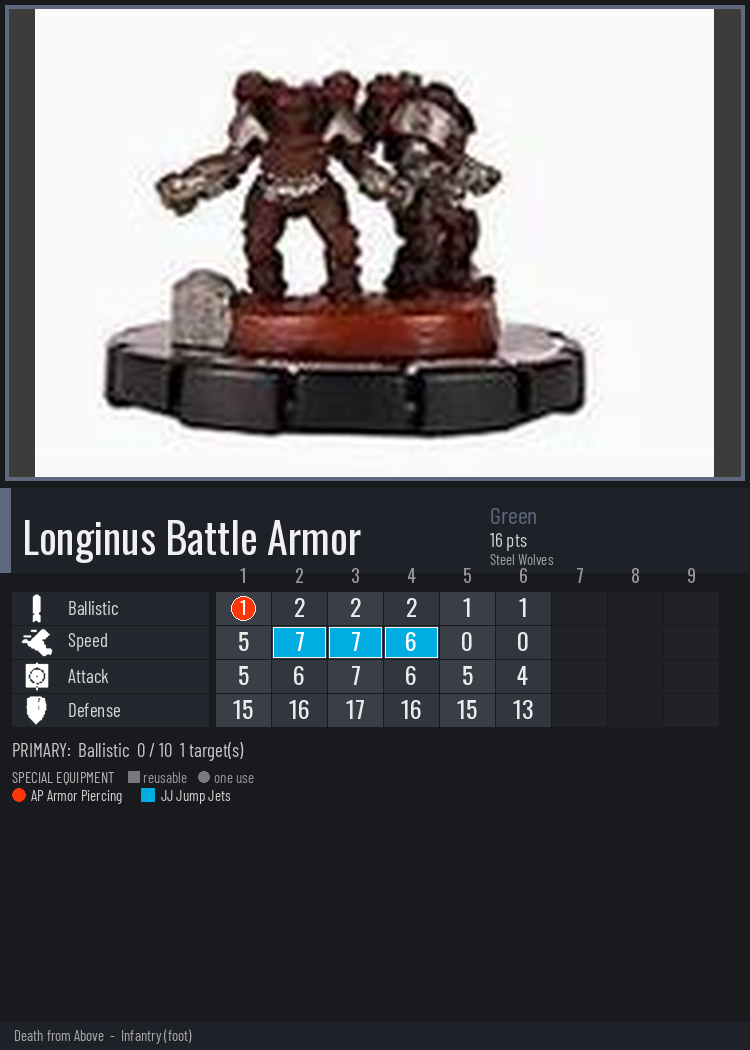 Longinus Battle Armor
Green
16 pts
Steel Wolves
1 2 3 4 5 6 7 8 9
Ballistic 1 2 2 2 1 1
Speed 5 7 7 6 0 0
Attack 5 6 7 6 5 4
Defense 15 16 17 16 15 13
PRIMARY: Ballistic 0 / 10 1 target(s)
SPECIAL EQUIPMENT reusable one use
AP Armor Piercing JJ Jump Jets
Death from Above - Infantry (foot)